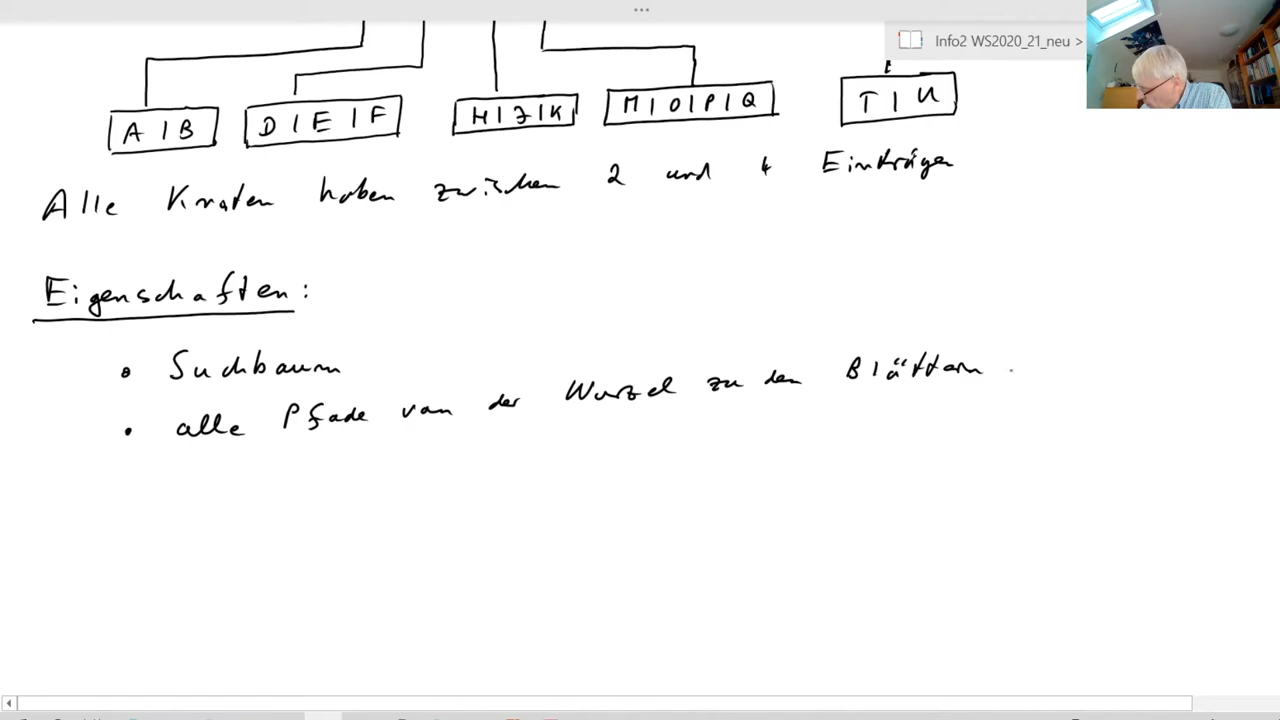 Info2 WS2020_21_neu >
A | B
D | E | F
H | J | K
M | O | P | Q
T | U
Alle Knoten haben zwischen 2 und 4 Einträgen
Eigenschaften:
• Suchbaum
• alle Pfade von der Wurzel zu den Blättern